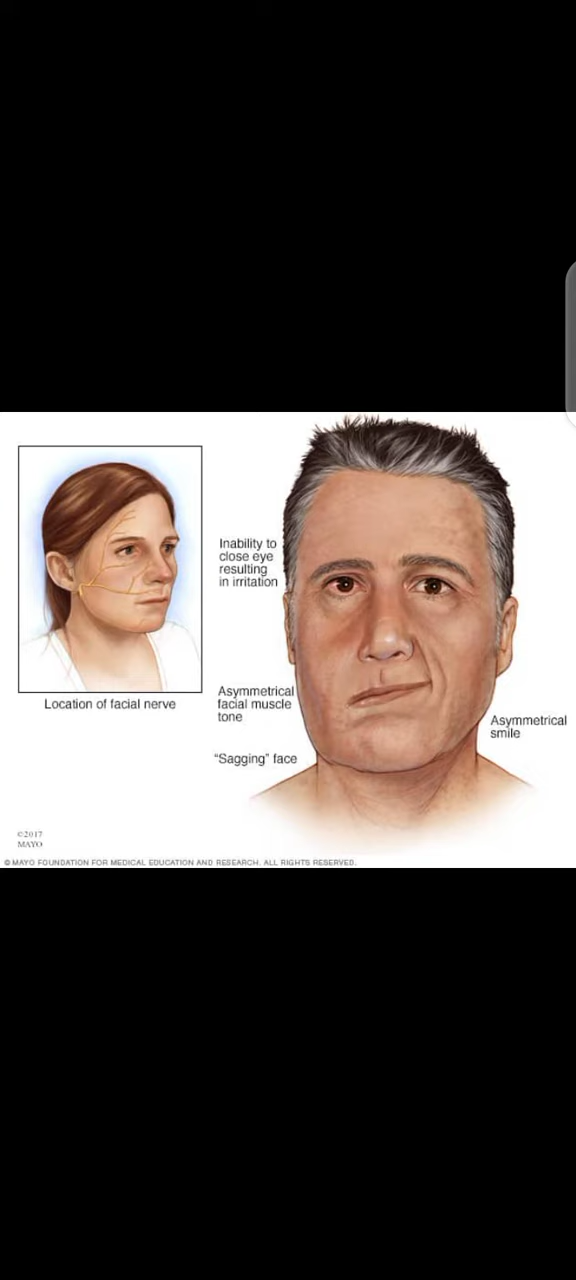 Inability to
close eye
resulting
in irritation
Location of facial nerve
Asymmetrical
facial muscle
tone
Asymmetrical
smile
“Sagging” face
©2017
MAYO
© MAYO FOUNDATION FOR MEDICAL EDUCATION AND RESEARCH. ALL RIGHTS RESERVED.